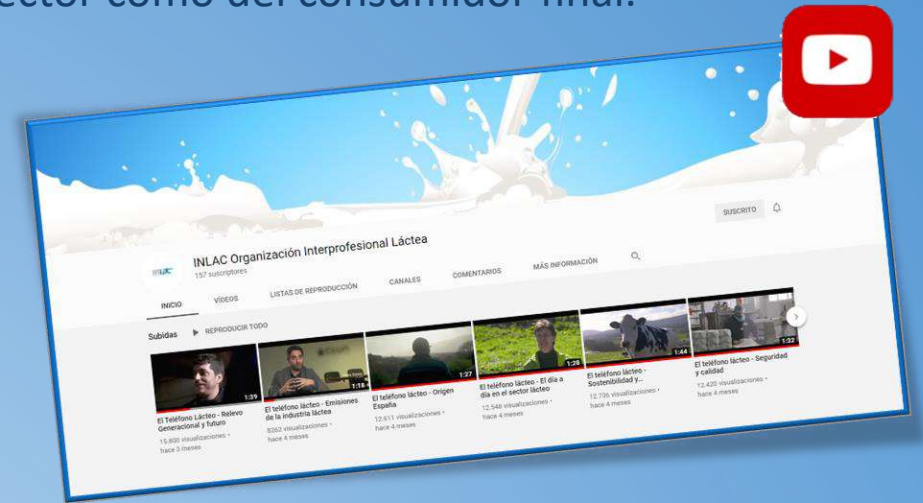 ector como del consumidor final.
INLAC
INLAC Organización Interprofesional Láctea
157 suscriptores
SUSCRITO
INICIO VÍDEOS LISTAS DE REPRODUCCIÓN CANALES COMENTARIOS MÁS INFORMACIÓN
Subidas REPRODUCIR TODO
1:39
1:18
1:27
1:28
1:44
1:32
El Teléfono Lácteo - Relevo
Generacional y futuro
15.800 visualizaciones •
hace 3 meses
El teléfono lácteo - Emisiones
de la industria láctea
8262 visualizaciones •
hace 4 meses
El teléfono lácteo - Origen
España
12.611 visualizaciones •
hace 4 meses
El teléfono lácteo - El día a
día en el sector lácteo
12.548 visualizaciones •
hace 4 meses
El teléfono lácteo -
Sostenibilidad y...
12.736 visualizaciones •
hace 4 meses
El teléfono lácteo - Seguridad
y calidad
12.420 visualizaciones •
hace 4 meses